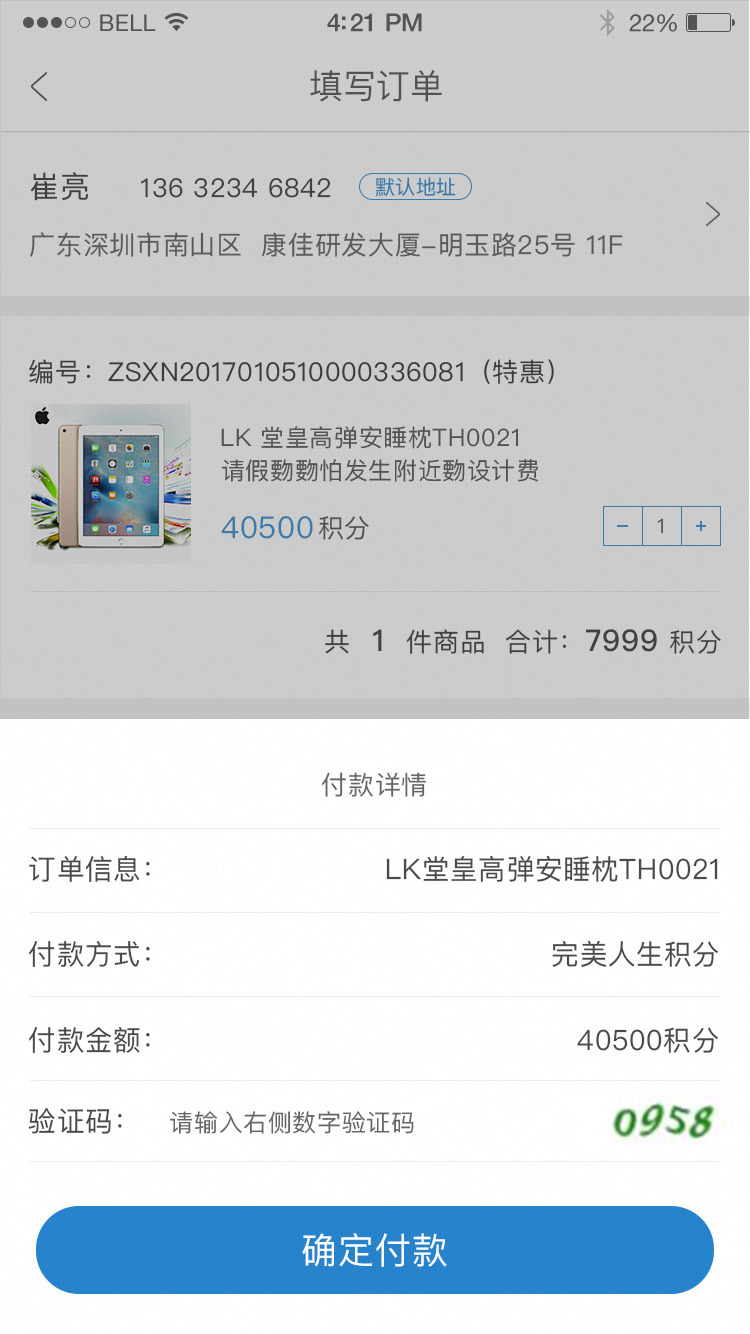 BELL 4:21 PM 22%
填写订单
崔亮 136 3234 6842 默认地址
广东深圳市南山区 康佳研发大厦-明玉路25号 11F
编号：ZSXN2017010510000336081（特惠）
LK 堂皇高弹安睡枕TH0021
请假勠勠怕发生附近勠设计费
40500积分 − 1 +
共 1 件商品 合计：7999 积分
付款详情
订单信息： LK堂皇高弹安睡枕TH0021
付款方式： 完美人生积分
付款金额： 40500积分
验证码： 请输入右侧数字验证码 0958
确定付款